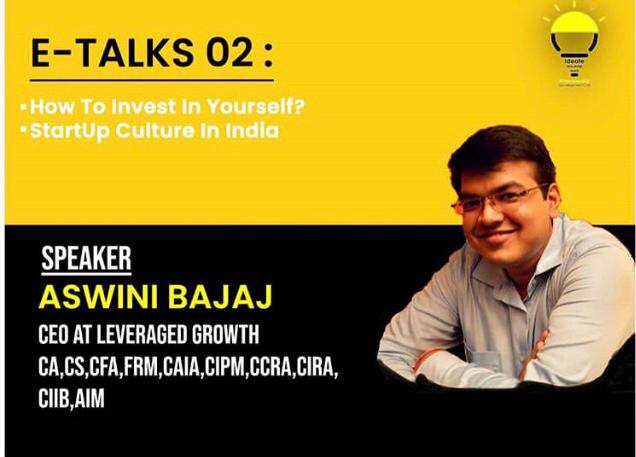 E-TALKS 02 :
▪How To Invest In Yourself?
▪StartUp Culture In India
Ideate
SPEAKER
ASWINI BAJAJ
CEO AT LEVERAGED GROWTH
CA,CS,CFA,FRM,CAIA,CIPM,CCRA,CIRA,
CIIB,AIM